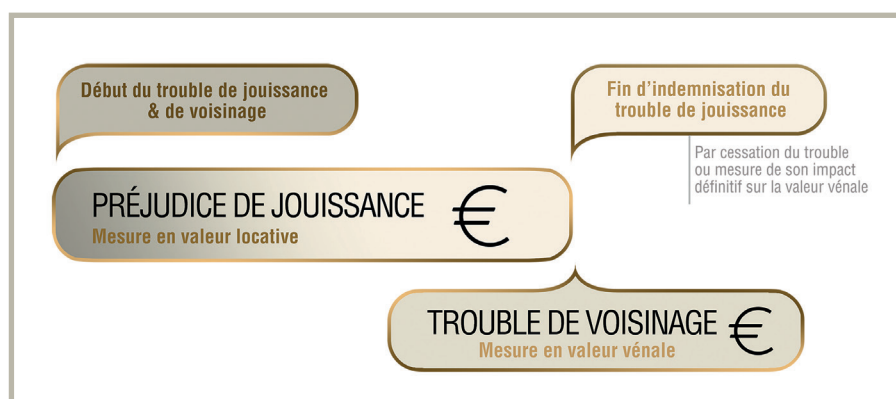 Début du trouble de jouissance
& de voisinage
Fin d’indemnisation du
trouble de jouissance
Par cessation du trouble
ou mesure de son impact
définitif sur la valeur vénale
PRÉJUDICE DE JOUISSANCE €
Mesure en valeur locative
TROUBLE DE VOISINAGE €
Mesure en valeur vénale